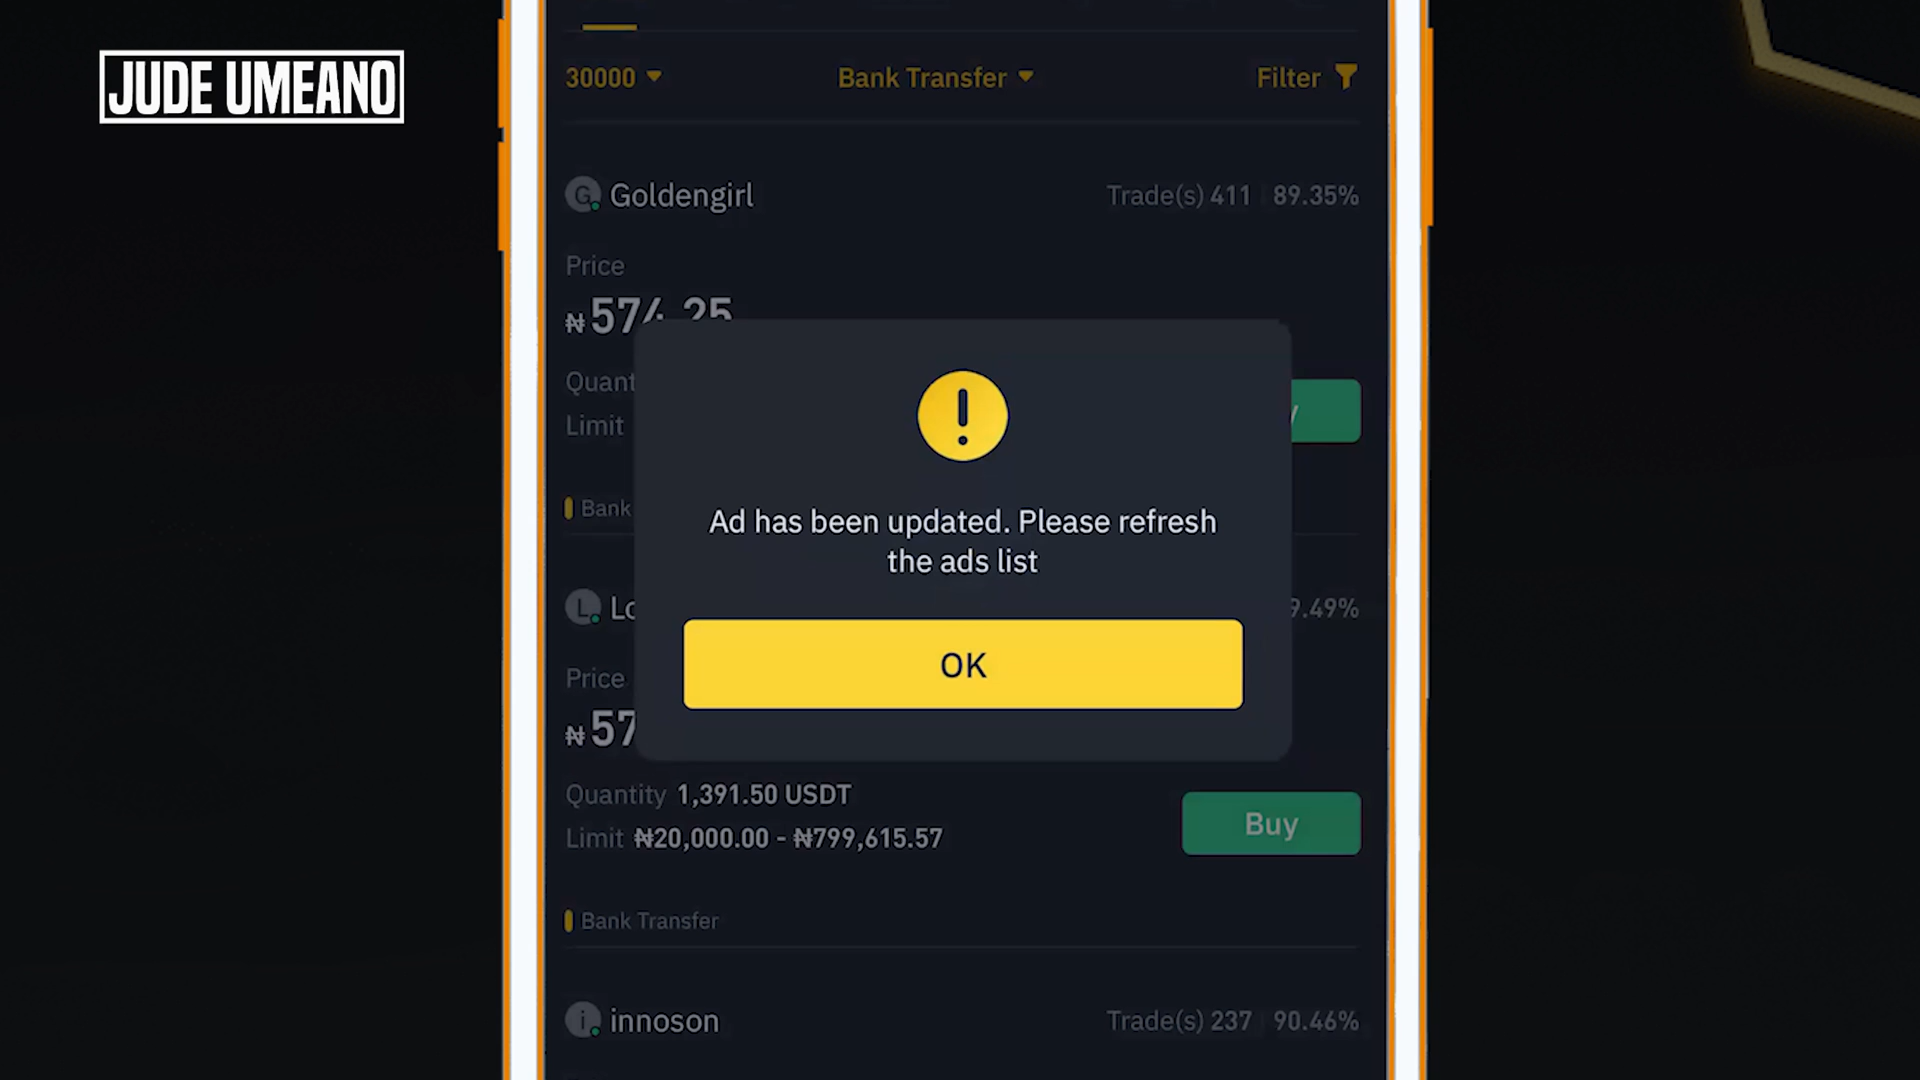 JUDE UMEANO
30000
Bank Transfer
Filter
G Goldengirl
Trade(s) 411 89.35%
Price
₦574.25
Limit
Bank
Ad has been updated. Please refresh
the ads list
OK
L
Price
Quantity 1,391.50 USDT
Limit ₦20,000.00 - ₦799,615.57
Buy
Bank Transfer
i innoson
Trade(s) 237 90.46%